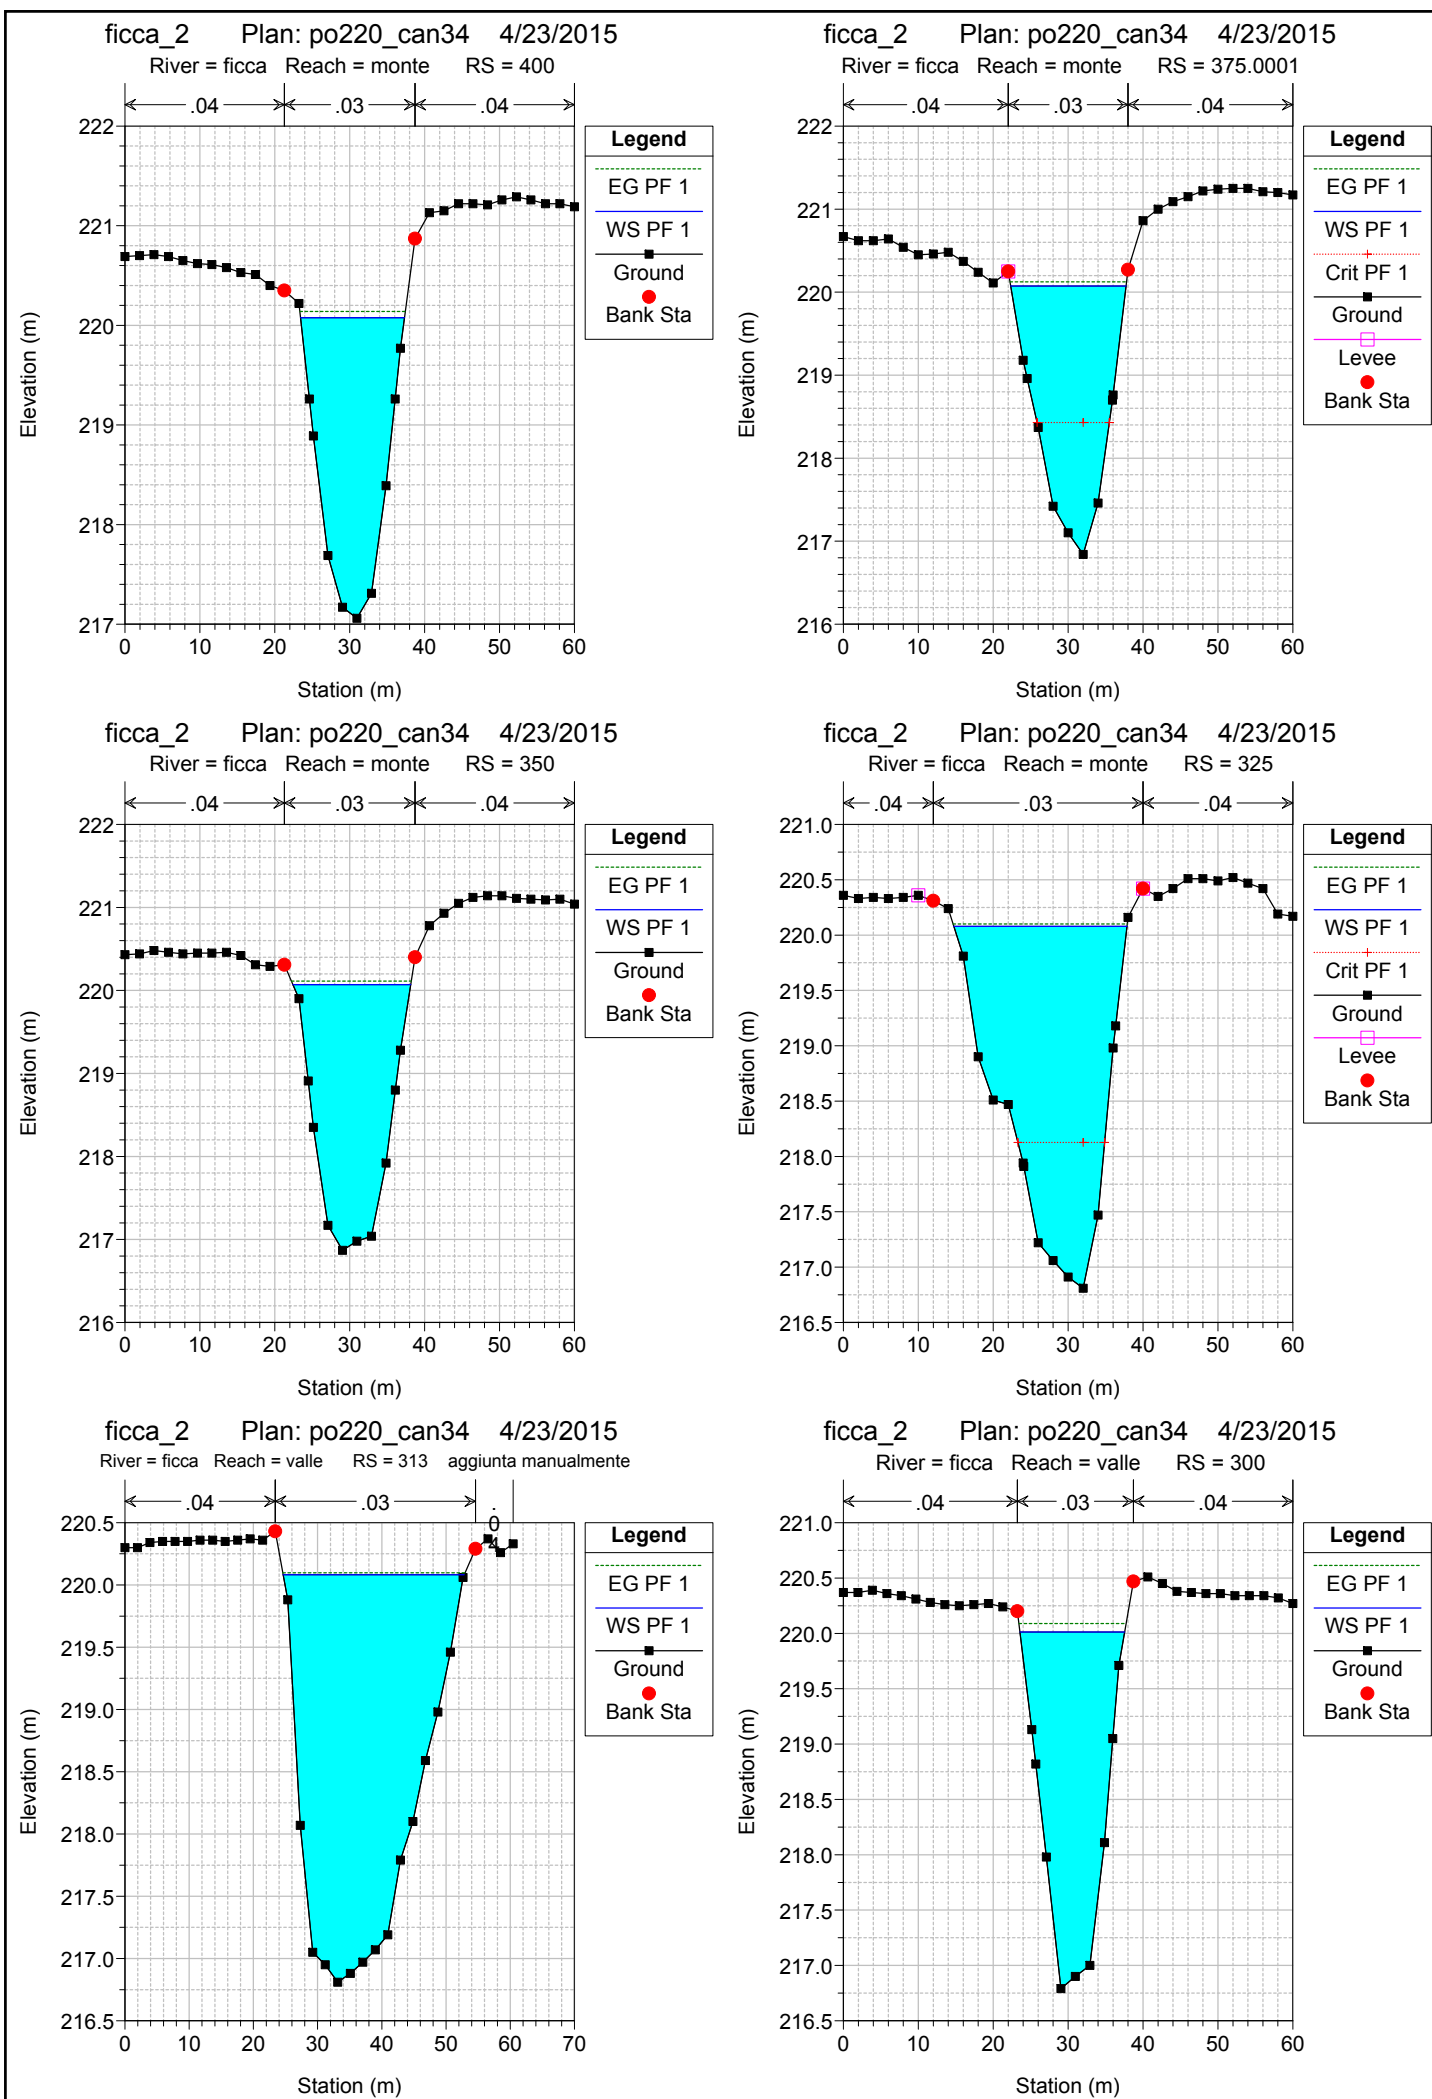 ficca_2 Plan: po220_can34 4/23/2015
River = ficca Reach = monte RS = 400
.04 .03 .04
222
221
220
219
218
217
0 10 20 30 40 50 60
Station (m)
Elevation (m)
Legend
EG PF 1
WS PF 1
Ground
Bank Sta
ficca_2 Plan: po220_can34 4/23/2015
River = ficca Reach = monte RS = 375.0001
.04 .03 .04
222
221
220
219
218
217
216
0 10 20 30 40 50 60
Station (m)
Elevation (m)
Legend
EG PF 1
WS PF 1
Crit PF 1
Ground
Levee
Bank Sta
ficca_2 Plan: po220_can34 4/23/2015
River = ficca Reach = monte RS = 350
.04 .03 .04
222
221
220
219
218
217
216
0 10 20 30 40 50 60
Station (m)
Elevation (m)
Legend
EG PF 1
WS PF 1
Ground
Bank Sta
ficca_2 Plan: po220_can34 4/23/2015
River = ficca Reach = monte RS = 325
.04 .03 .04
221.0
220.5
220.0
219.5
219.0
218.5
218.0
217.5
217.0
216.5
0 10 20 30 40 50 60
Station (m)
Elevation (m)
Legend
EG PF 1
WS PF 1
Crit PF 1
Ground
Levee
Bank Sta
ficca_2 Plan: po220_can34 4/23/2015
River = ficca Reach = valle RS = 313 aggiunta manualmente
.04 .03 .04
220.5
220.0
219.5
219.0
218.5
218.0
217.5
217.0
216.5
0 10 20 30 40 50 60 70
Station (m)
Elevation (m)
Legend
EG PF 1
WS PF 1
Ground
Bank Sta
ficca_2 Plan: po220_can34 4/23/2015
River = ficca Reach = valle RS = 300
.04 .03 .04
221.0
220.5
220.0
219.5
219.0
218.5
218.0
217.5
217.0
216.5
0 10 20 30 40 50 60
Station (m)
Elevation (m)
Legend
EG PF 1
WS PF 1
Ground
Bank Sta